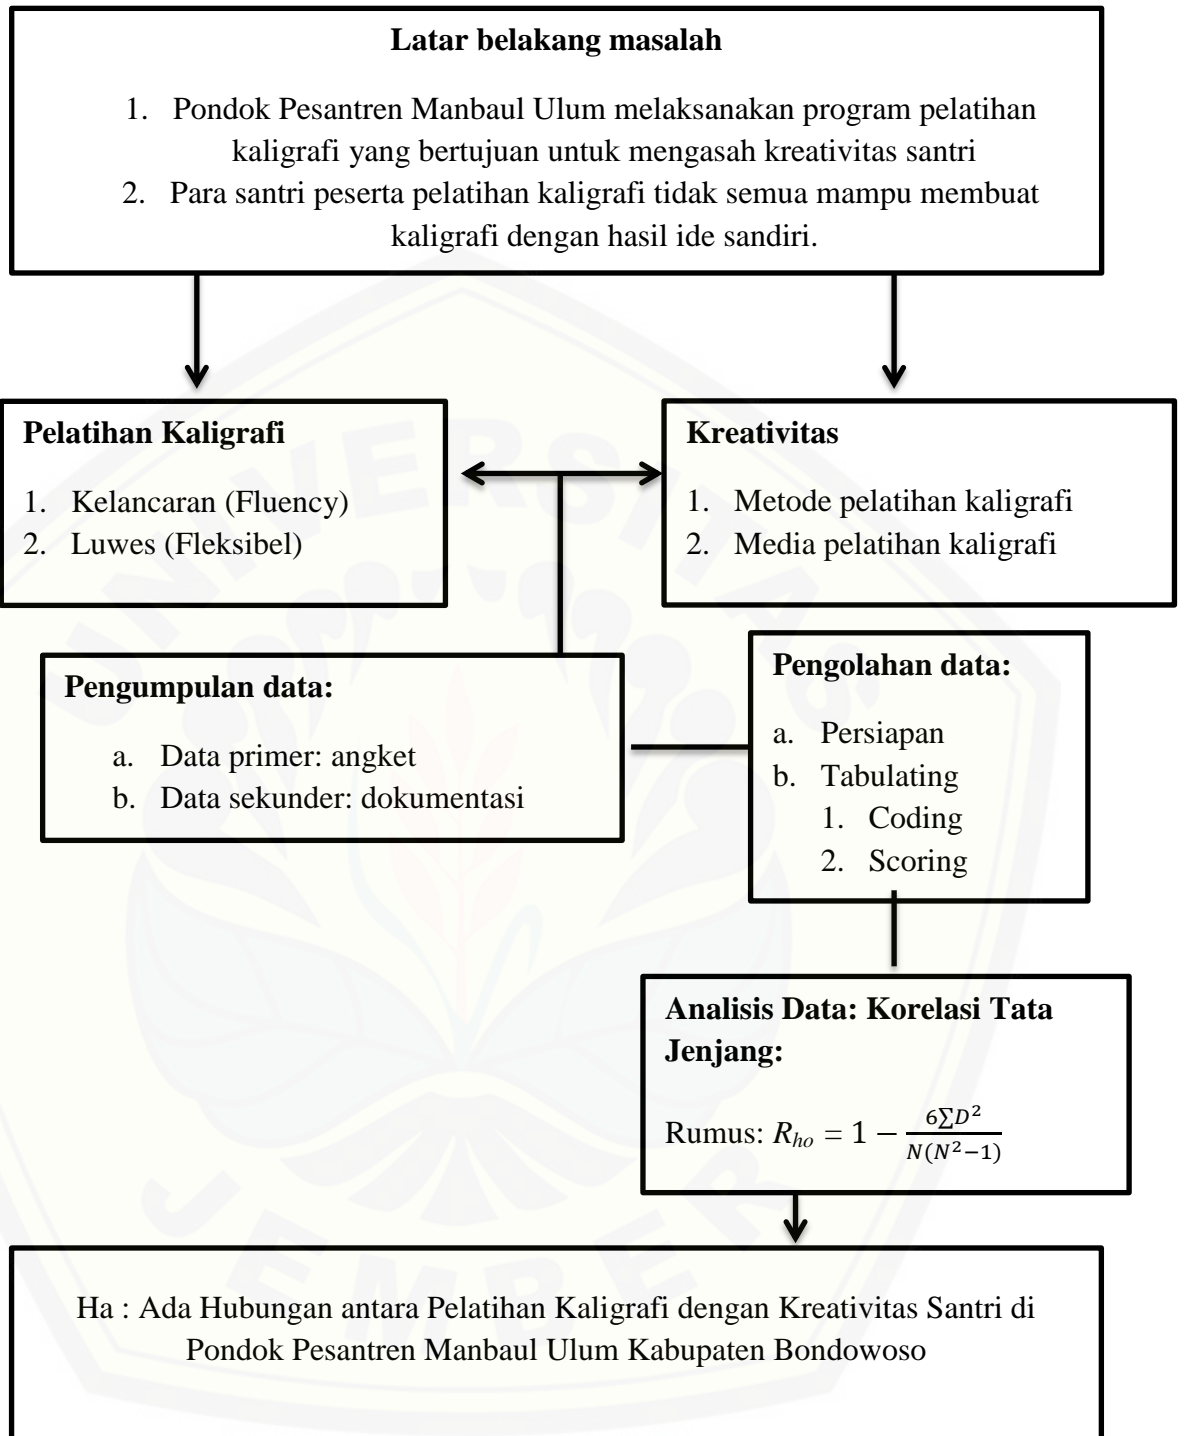 Latar belakang masalah
1. Pondok Pesantren Manbaul Ulum melaksanakan program pelatihan
kaligrafi yang bertujuan untuk mengasah kreativitas santri
2. Para santri peserta pelatihan kaligrafi tidak semua mampu membuat
kaligrafi dengan hasil ide sandiri.
Pelatihan Kaligrafi
1. Kelancaran (Fluency)
2. Luwes (Fleksibel)
Kreativitas
1. Metode pelatihan kaligrafi
2. Media pelatihan kaligrafi
Pengumpulan data:
a. Data primer: angket
b. Data sekunder: dokumentasi
Pengolahan data:
a. Persiapan
b. Tabulating
1. Coding
2. Scoring
Analisis Data: Korelasi Tata
Jenjang:
Rumus: R_ho = 1 − 6∑D²/N(N²−1)
Ha : Ada Hubungan antara Pelatihan Kaligrafi dengan Kreativitas Santri di
Pondok Pesantren Manbaul Ulum Kabupaten Bondowoso
UNIVERSITAS
JEMBER